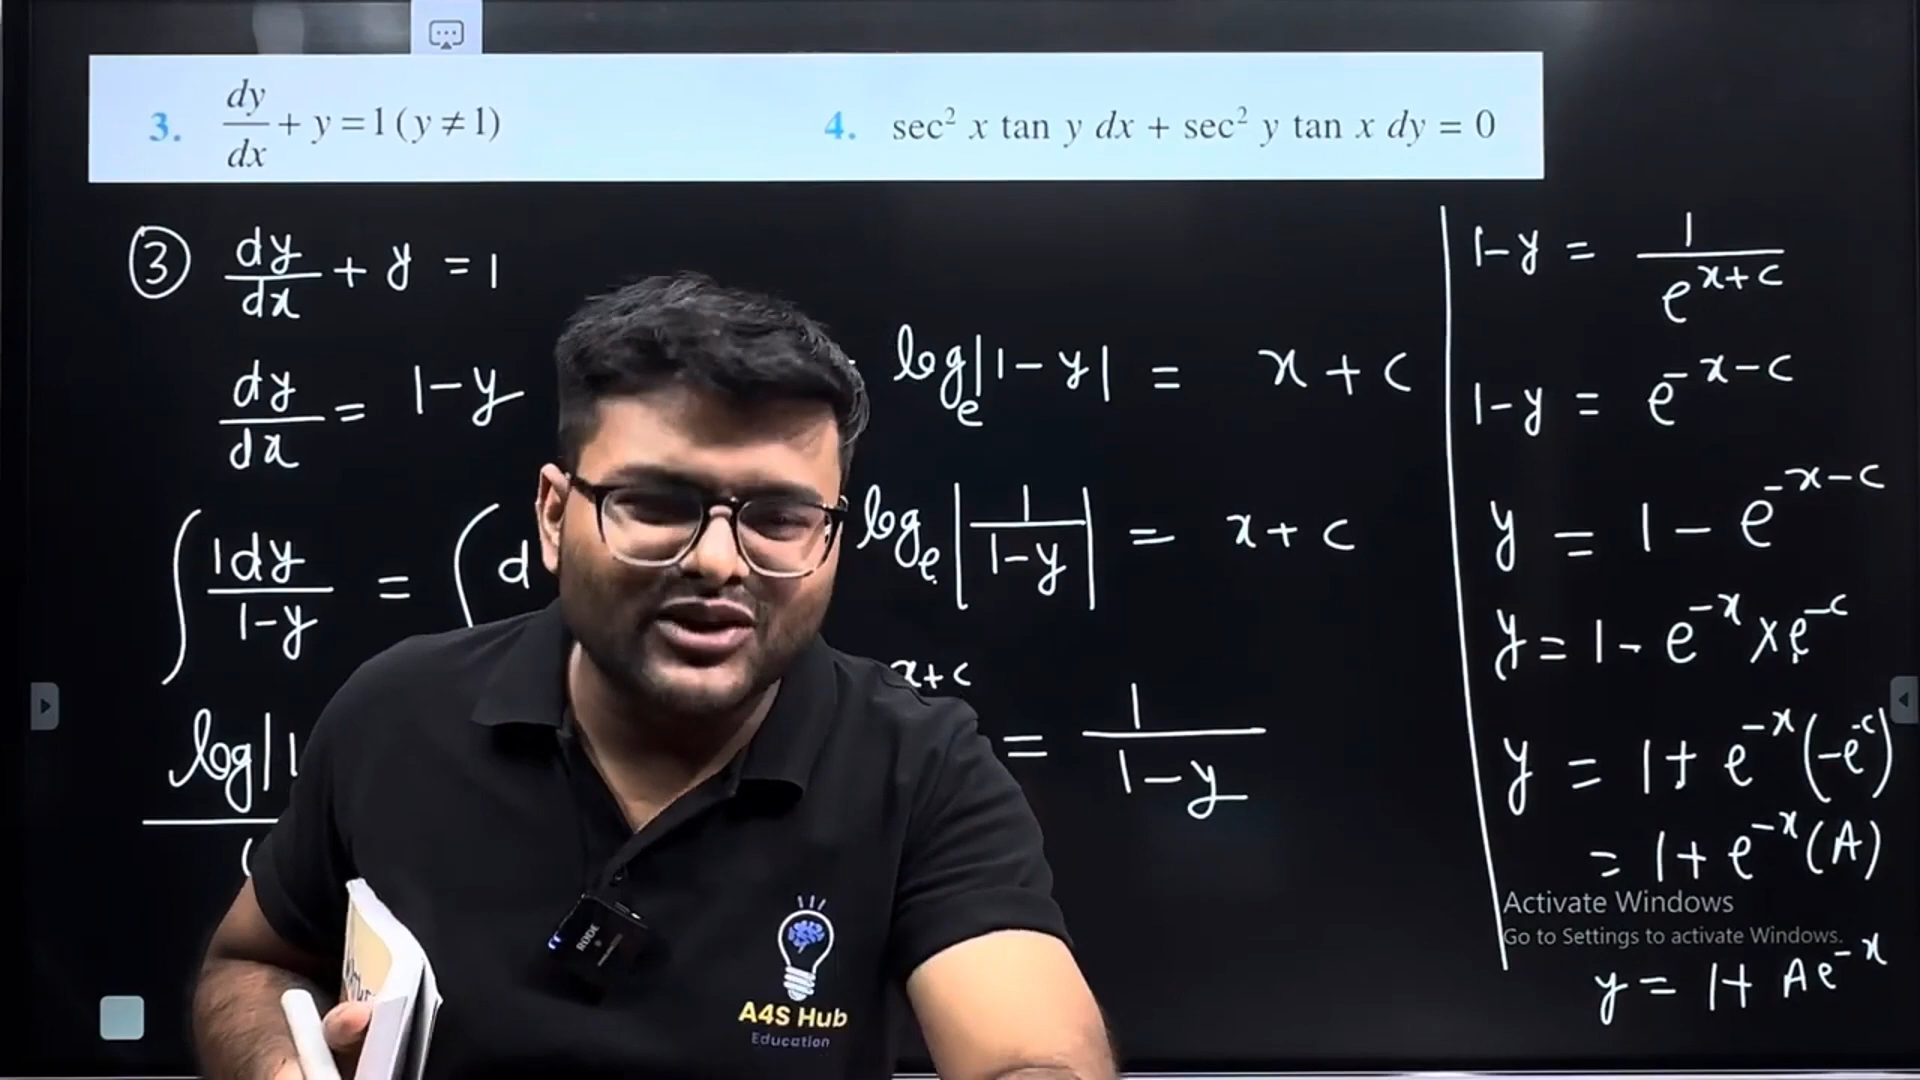 3. dy/dx + y = 1 (y ≠ 1)
4. sec² x tan y dx + sec² y tan x dy = 0
③ dy/dx + y = 1
dy/dx = 1-y
∫ 1dy/1-y = ∫ d
log|1
log_e|1-y| = x + c
log_e |1/1-y| = x + c
x+c = 1/1-y
1-y = 1/e^x+c
1-y = e^-x-c
y = 1 - e^-x-c
y = 1 - e^-x × e^-c
y = 1 + e^-x (-e^-c)
= 1 + e^-x (A)
y = 1 + Ae^-x
Activate Windows
Go to Settings to activate Windows.
RODE
A4S Hub
Education